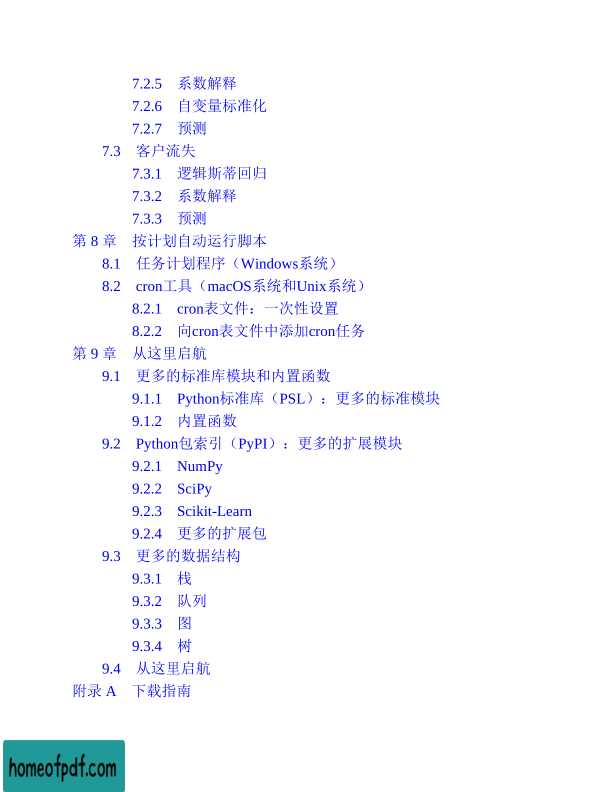 7.2.5 系数解释
7.2.6 自变量标准化
7.2.7 预测
7.3 客户流失
7.3.1 逻辑斯蒂回归
7.3.2 系数解释
7.3.3 预测
第 8 章 按计划自动运行脚本
8.1 任务计划程序（Windows系统）
8.2 cron工具（macOS系统和Unix系统）
8.2.1 cron表文件：一次性设置
8.2.2 向cron表文件中添加cron任务
第 9 章 从这里启航
9.1 更多的标准库模块和内置函数
9.1.1 Python标准库（PSL）：更多的标准模块
9.1.2 内置函数
9.2 Python包索引（PyPI）：更多的扩展模块
9.2.1 NumPy
9.2.2 SciPy
9.2.3 Scikit-Learn
9.2.4 更多的扩展包
9.3 更多的数据结构
9.3.1 栈
9.3.2 队列
9.3.3 图
9.3.4 树
9.4 从这里启航
附录 A 下载指南
homeofpdf.com